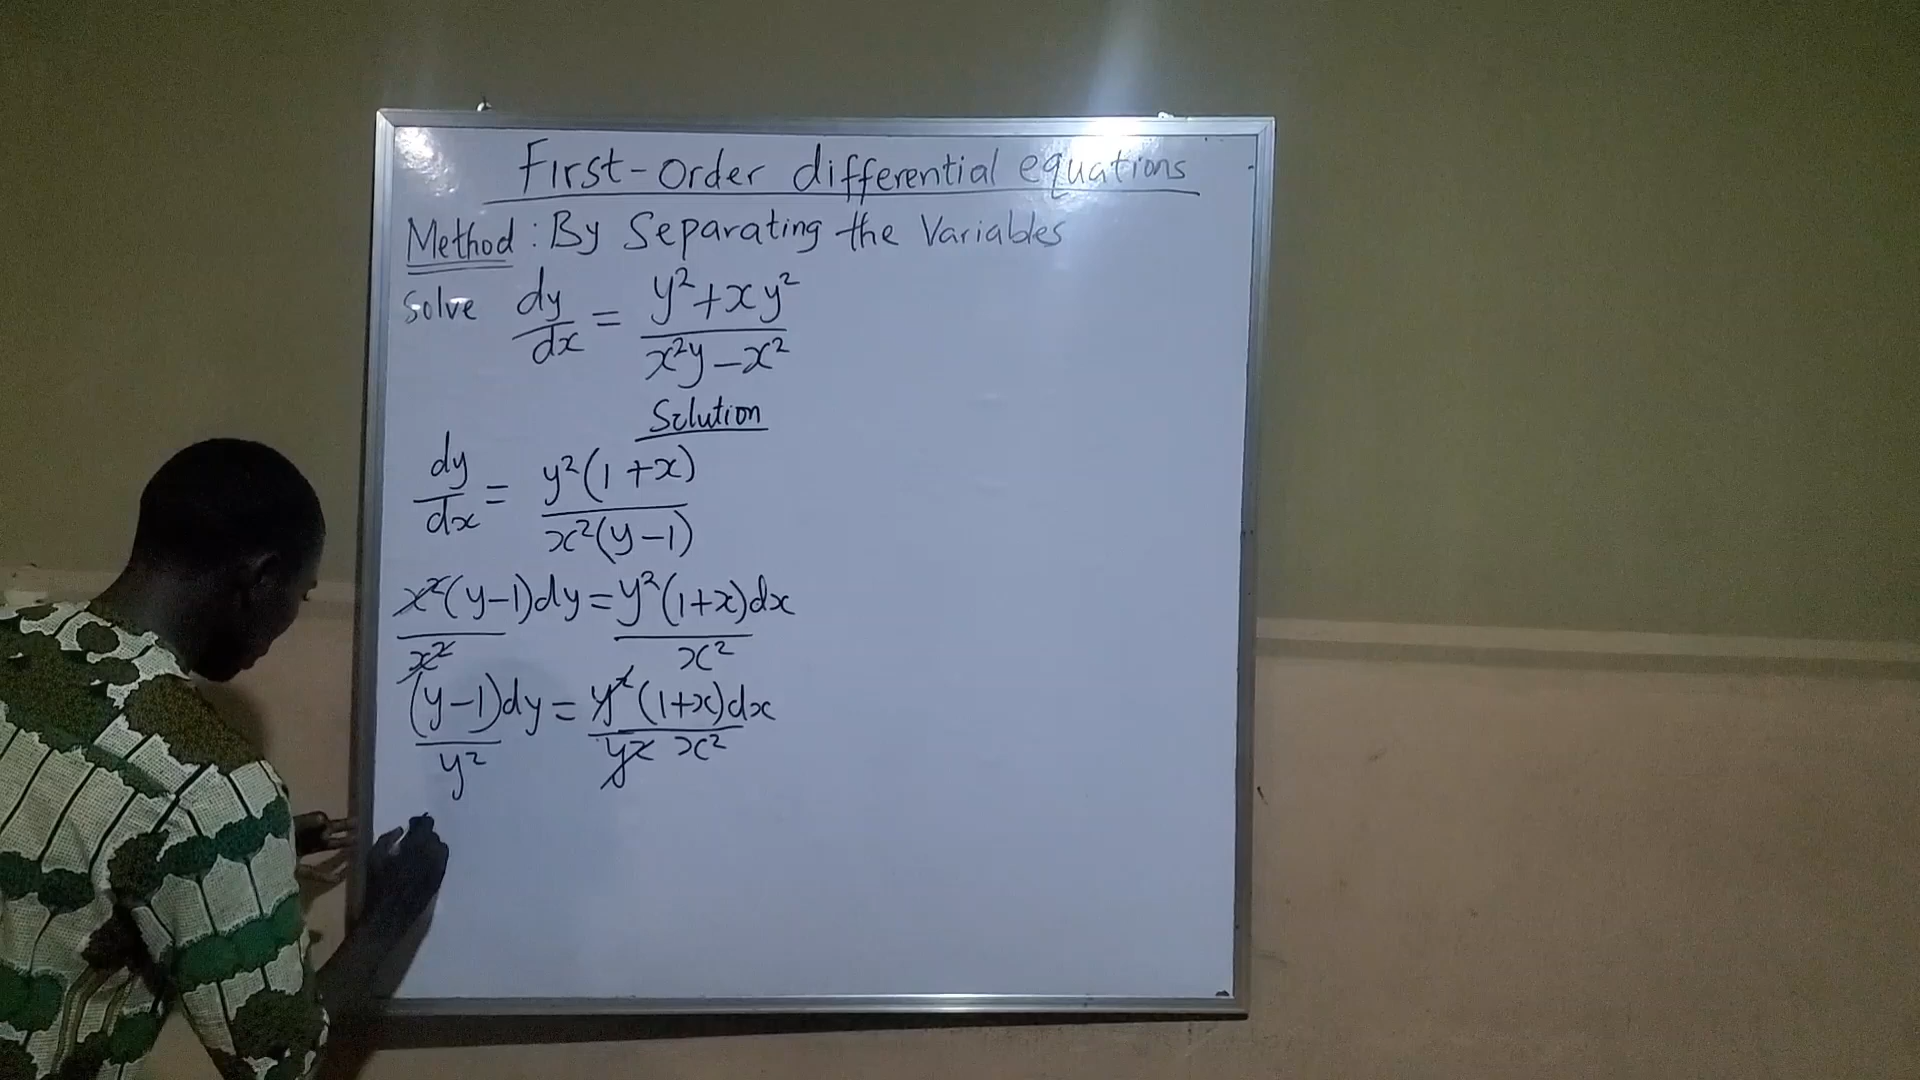 First-Order differential equations
Method: By Separating the Variables
Solve dy/dx = (y²+xy²)/(x²y-x²)
Solution
dy/dx = y²(1+x)/x²(y-1)
x²(y-1)dy/x² = y²(1+x)dx/x²
(y-1)dy/y² = y²(1+x)dx/y²x²